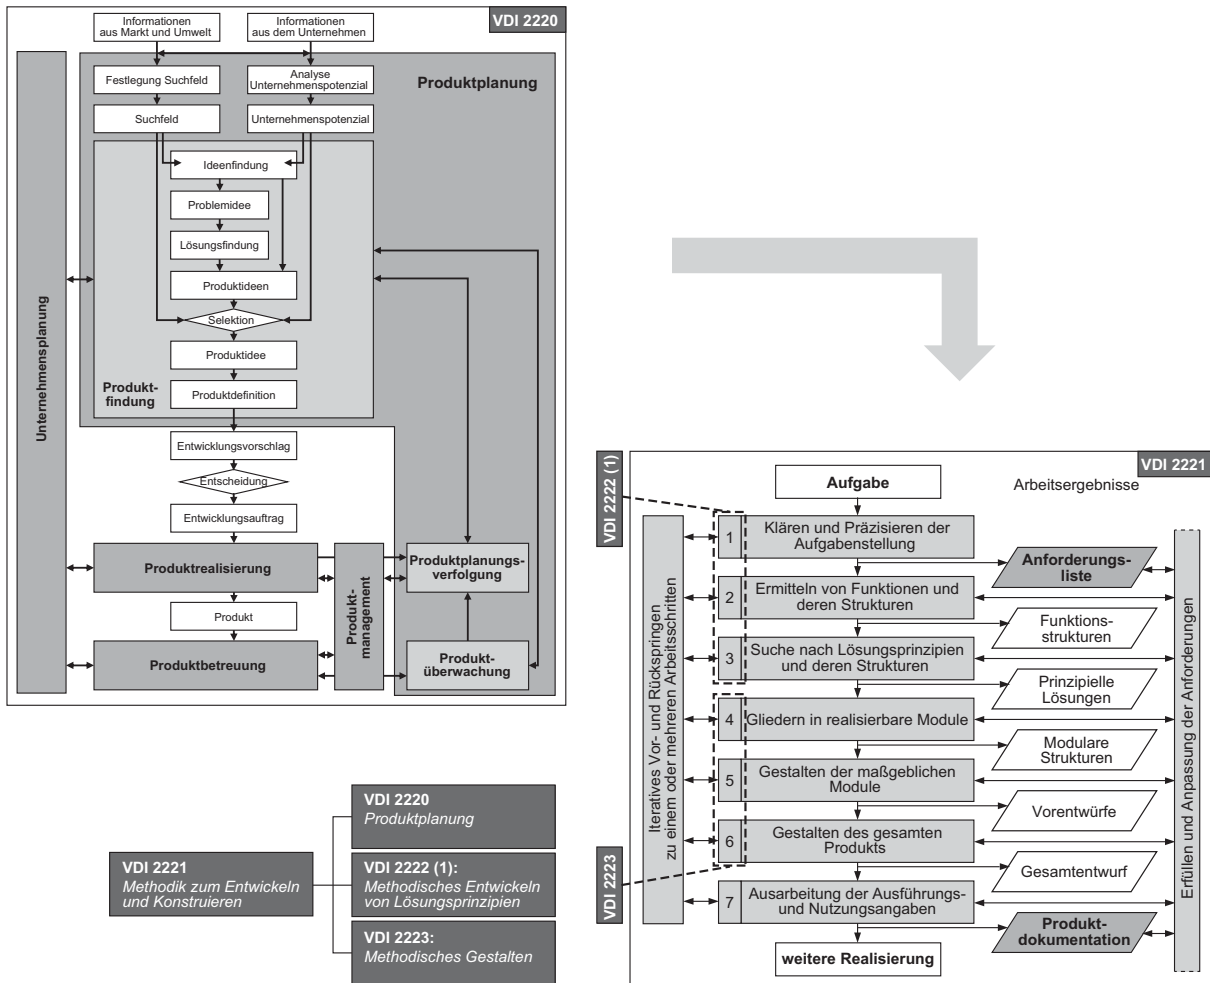 VDI 2220
Informationen
aus Markt und Umwelt
Informationen
aus dem Unternehmen
Festlegung Suchfeld
Analyse
Unternehmenspotenzial
Produktplanung
Suchfeld
Unternehmenspotenzial
Ideenfindung
Problemidee
Lösungsfindung
Produktideen
Selektion
Produktidee
Produktdefinition
Produkt-
findung
Unternehmensplanung
Entwicklungsvorschlag
Entscheidung
Entwicklungsauftrag
Produktrealisierung
Produkt
Produktbetreuung
Produkt-
management
Produktplanungs-
verfolgung
Produkt-
überwachung
VDI 2221
Methodik zum Entwickeln
und Konstruieren
VDI 2220
Produktplanung
VDI 2222 (1):
Methodisches Entwickeln
von Lösungsprinzipien
VDI 2223:
Methodisches Gestalten
VDI 2222 (1)
VDI 2221
VDI 2223
Aufgabe
Arbeitsergebnisse
Iteratives Vor- und Rückspringen
zu einem oder mehreren Arbeitsschritten
1
Klären und Präzisieren der
Aufgabenstellung
Anforderungs-
liste
2
Ermitteln von Funktionen und
deren Strukturen
Funktions-
strukturen
3
Suche nach Lösungsprinzipien
und deren Strukturen
Prinzipielle
Lösungen
4
Gliedern in realisierbare Module
Modulare
Strukturen
5
Gestalten der maßgeblichen
Module
Vorentwürfe
6
Gestalten des gesamten
Produkts
Gesamtentwurf
7
Ausarbeitung der Ausführungs-
und Nutzungsangaben
Produkt-
dokumentation
weitere Realisierung
Erfüllen und Anpassung der Anforderungen